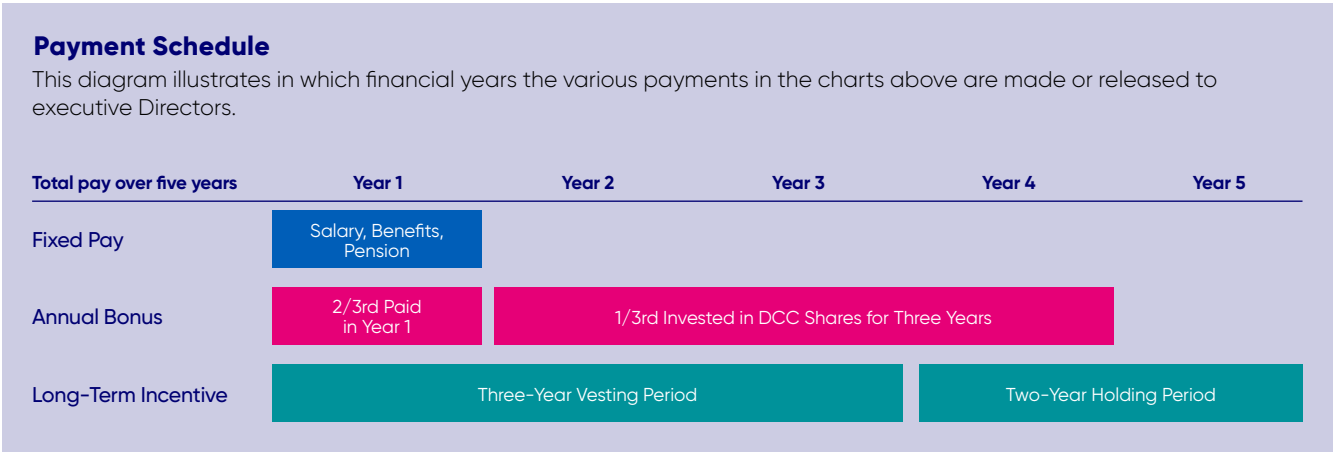 Payment Schedule
This diagram illustrates in which financial years the various payments in the charts above are made or released to
executive Directors.
Total pay over five years Year 1 Year 2 Year 3 Year 4 Year 5
Fixed Pay
Salary, Benefits,
Pension
Annual Bonus
2/3rd Paid
in Year 1
1/3rd Invested in DCC Shares for Three Years
Long-Term Incentive
Three-Year Vesting Period
Two-Year Holding Period